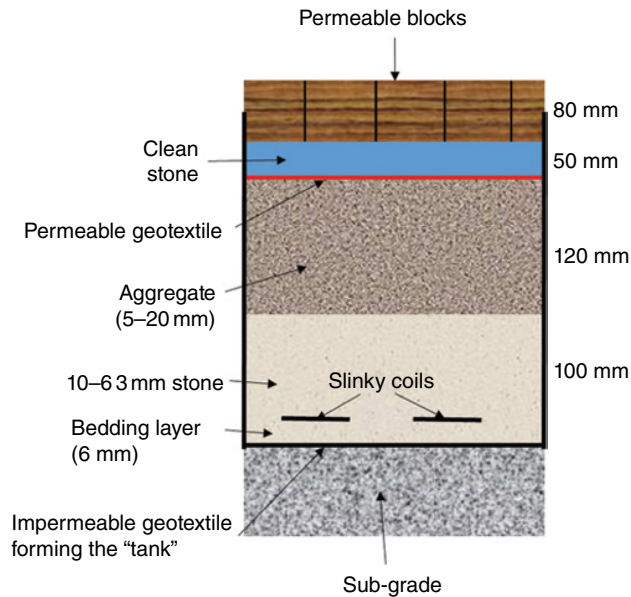 Permeable blocks
80 mm
Clean
stone
50 mm
Permeable geotextile
120 mm
Aggregate
(5–20 mm)
100 mm
10–6 3 mm stone
Slinky coils
Bedding layer
(6 mm)
Impermeable geotextile
forming the “tank”
Sub-grade